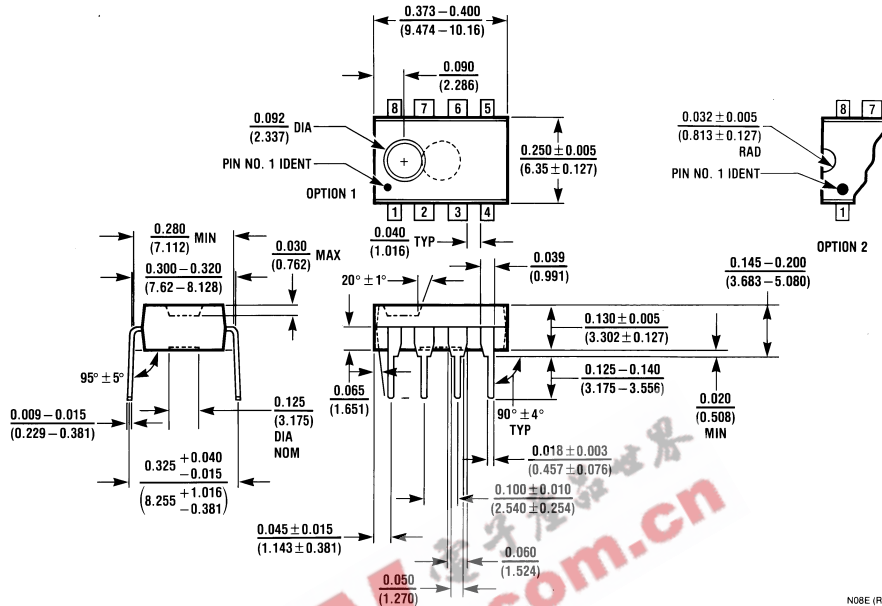 0.373 – 0.400
(9.474 – 10.16)
0.090
(2.286)
8 7 6 5
0.092
(2.337) DIA
PIN NO. 1 IDENT
OPTION 1
1 2 3 4
0.250 ± 0.005
(6.35 ± 0.127)
0.032 ± 0.005
(0.813 ± 0.127)
RAD
PIN NO. 1 IDENT
8 7
1
OPTION 2
0.280
(7.112) MIN
0.300 – 0.320
(7.62 – 8.128)
0.030
(0.762) MAX
0.040
(1.016) TYP
20° ± 1°
0.039
(0.991)
0.145 – 0.200
(3.683 – 5.080)
0.130 ± 0.005
(3.302 ± 0.127)
0.125 – 0.140
(3.175 – 3.556)
0.020
(0.508)
MIN
95° ± 5°
0.009 – 0.015
(0.229 – 0.381)
0.125
(3.175)
DIA
NOM
0.065
(1.651)
90° ± 4°
TYP
0.018 ± 0.003
(0.457 ± 0.076)
0.325 +0.040
−0.015
(8.255 +1.016
−0.381)
0.100 ± 0.010
(2.540 ± 0.254)
0.045 ± 0.015
(1.143 ± 0.381)
0.060
(1.524)
0.050
(1.270)
電子產品世界
.com.cn
N08E (R